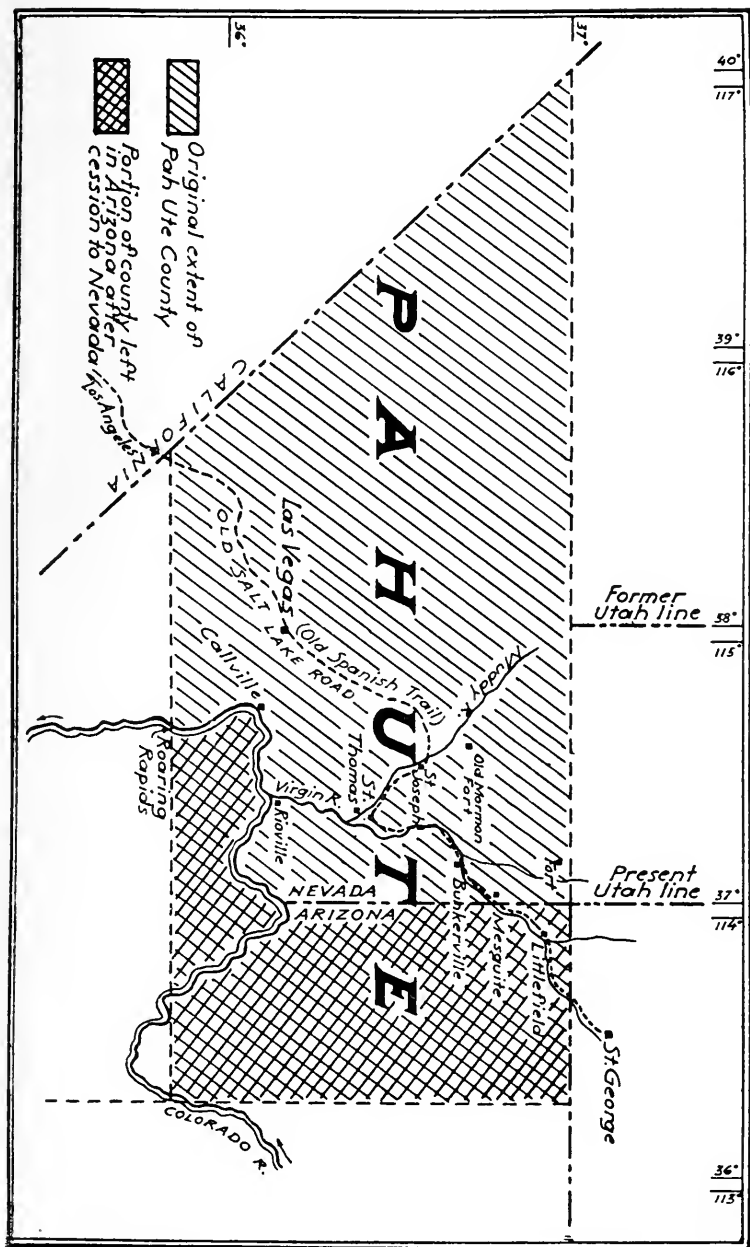 40°
117°
39°
116°
38°
115°
37°
114°
36°
113°
37°
36°
Former
Utah line
Present
Utah line
PAH UTE
St. George
Littlefield
Fort
Mesquite
Bunkerville
Old Mormon
Fort
Muddy R.
St.
Joseph
St.
Thomas
Virgin R.
(Old Spanish Trail)
Las Vegas
OLD SALT LAKE ROAD
Callville
Rioville
NEVADA
ARIZONA
Roaring
Rapids
COLORADO R.
CALIFORNIA
Los Angeles
Original extent of
Pah Ute County
Portion of county left
in Arizona after
cession to Nevada